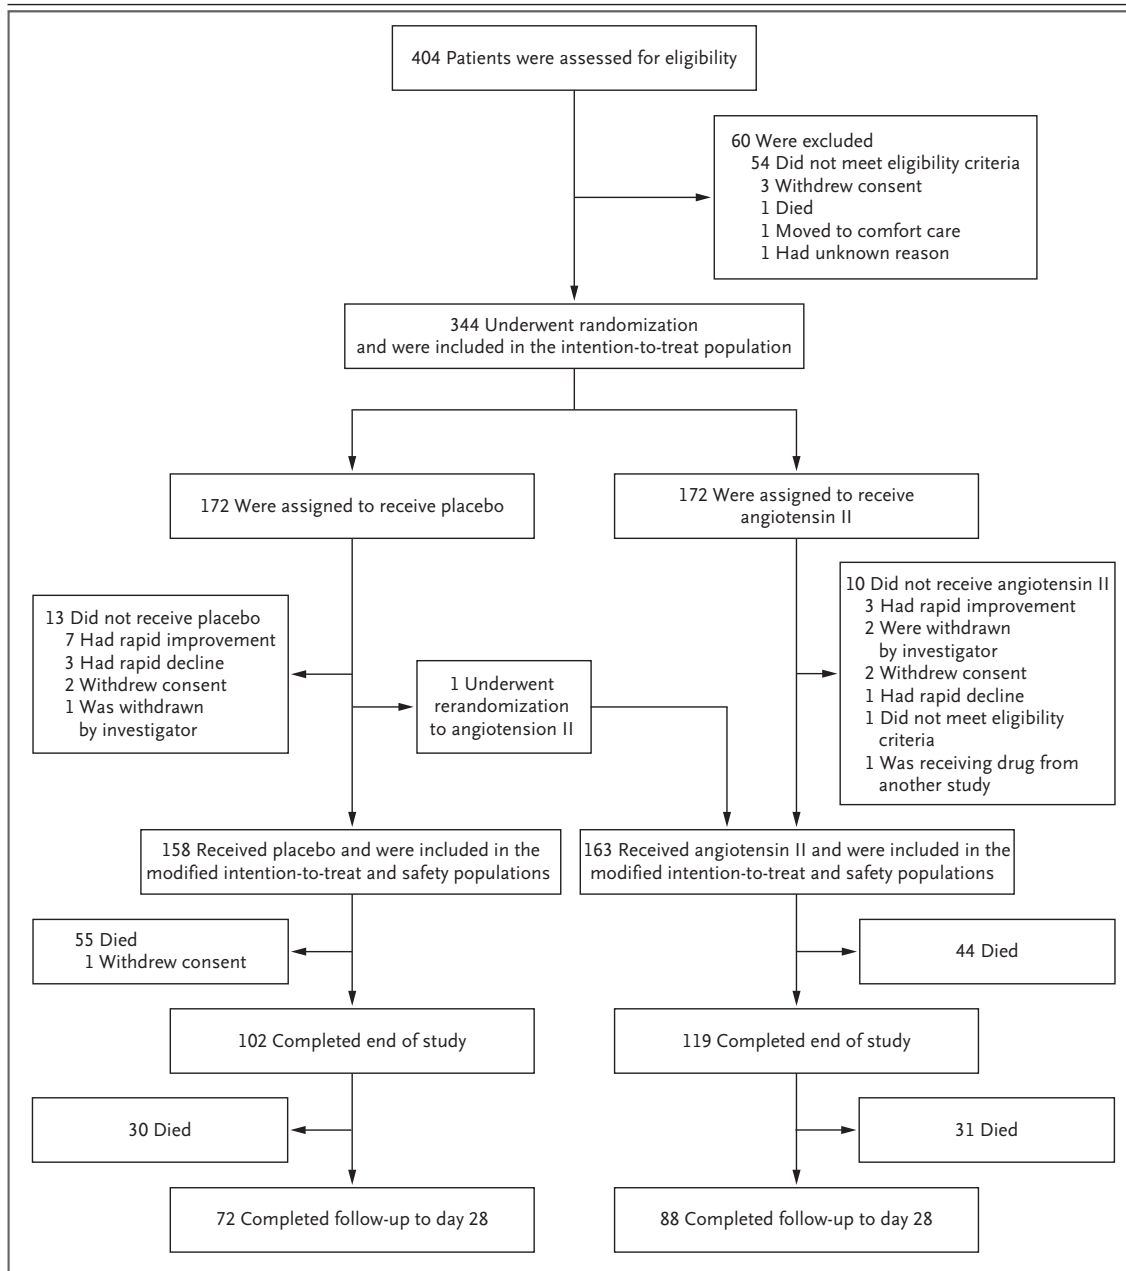 404 Patients were assessed for eligibility
60 Were excluded
54 Did not meet eligibility criteria
3 Withdrew consent
1 Died
1 Moved to comfort care
1 Had unknown reason
344 Underwent randomization
and were included in the intention-to-treat population
172 Were assigned to receive placebo
172 Were assigned to receive
angiotensin II
13 Did not receive placebo
7 Had rapid improvement
3 Had rapid decline
2 Withdrew consent
1 Was withdrawn
by investigator
1 Underwent
rerandomization
to angiotension II
10 Did not receive angiotensin II
3 Had rapid improvement
2 Were withdrawn
by investigator
2 Withdrew consent
1 Had rapid decline
1 Did not meet eligibility
criteria
1 Was receiving drug from
another study
158 Received placebo and were included in the
modified intention-to-treat and safety populations
163 Received angiotensin II and were included in the
modified intention-to-treat and safety populations
55 Died
1 Withdrew consent
44 Died
102 Completed end of study
119 Completed end of study
30 Died
31 Died
72 Completed follow-up to day 28
88 Completed follow-up to day 28